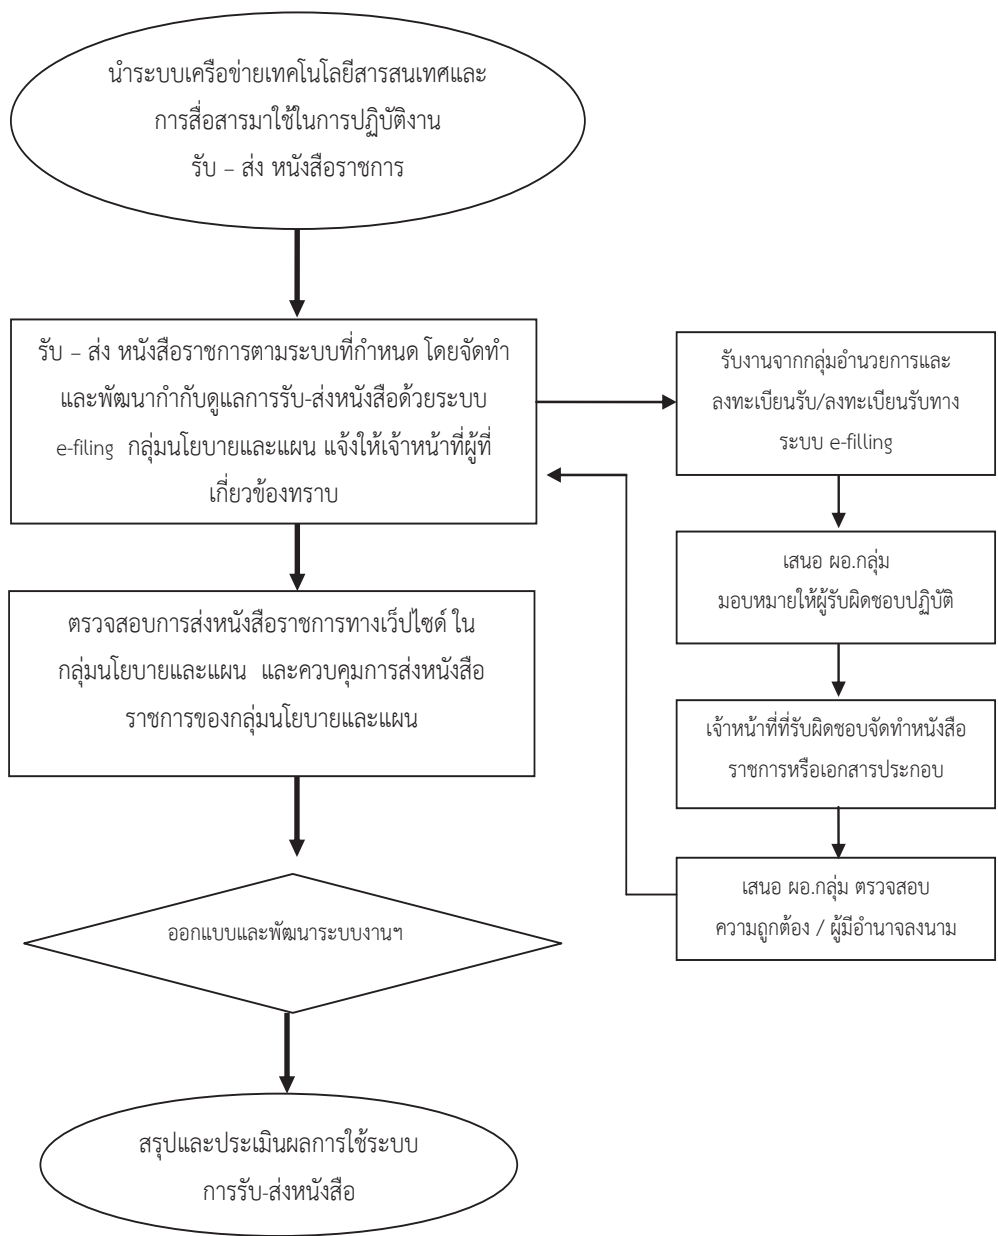 นำระบบเครือข่ายเทคโนโลยีสารสนเทศและ
การสื่อสารมาใช้ในการปฏิบัติงาน
รับ – ส่ง หนังสือราชการ
รับ – ส่ง หนังสือราชการตามระบบที่กำหนด โดยจัดทำ
และพัฒนากำกับดูแลการรับ-ส่งหนังสือด้วยระบบ
e-filing กลุ่มนโยบายและแผน แจ้งให้เจ้าหน้าที่ผู้ที่
เกี่ยวข้องทราบ
ตรวจสอบการส่งหนังสือราชการทางเว็ปไซด์ ใน
กลุ่มนโยบายและแผน และควบคุมการส่งหนังสือ
ราชการของกลุ่มนโยบายและแผน
ออกแบบและพัฒนาระบบงานฯ
สรุปและประเมินผลการใช้ระบบ
การรับ-ส่งหนังสือ
รับงานจากกลุ่มอำนวยการและ
ลงทะเบียนรับ/ลงทะเบียนรับทาง
ระบบ e-filling
เสนอ ผอ.กลุ่ม
มอบหมายให้ผู้รับผิดชอบปฏิบัติ
เจ้าหน้าที่ที่รับผิดชอบจัดทำหนังสือ
ราชการหรือเอกสารประกอบ
เสนอ ผอ.กลุ่ม ตรวจสอบ
ความถูกต้อง / ผู้มีอำนาจลงนาม